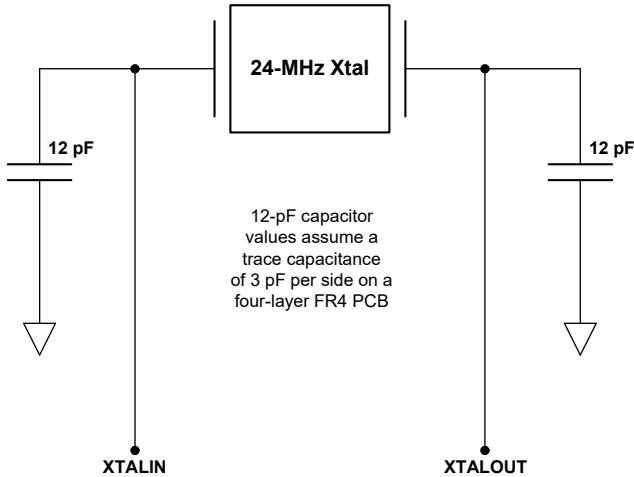 24-MHz Xtal
12 pF
12 pF
12-pF capacitor
values assume a
trace capacitance
of 3 pF per side on a
four-layer FR4 PCB
XTALIN
XTALOUT